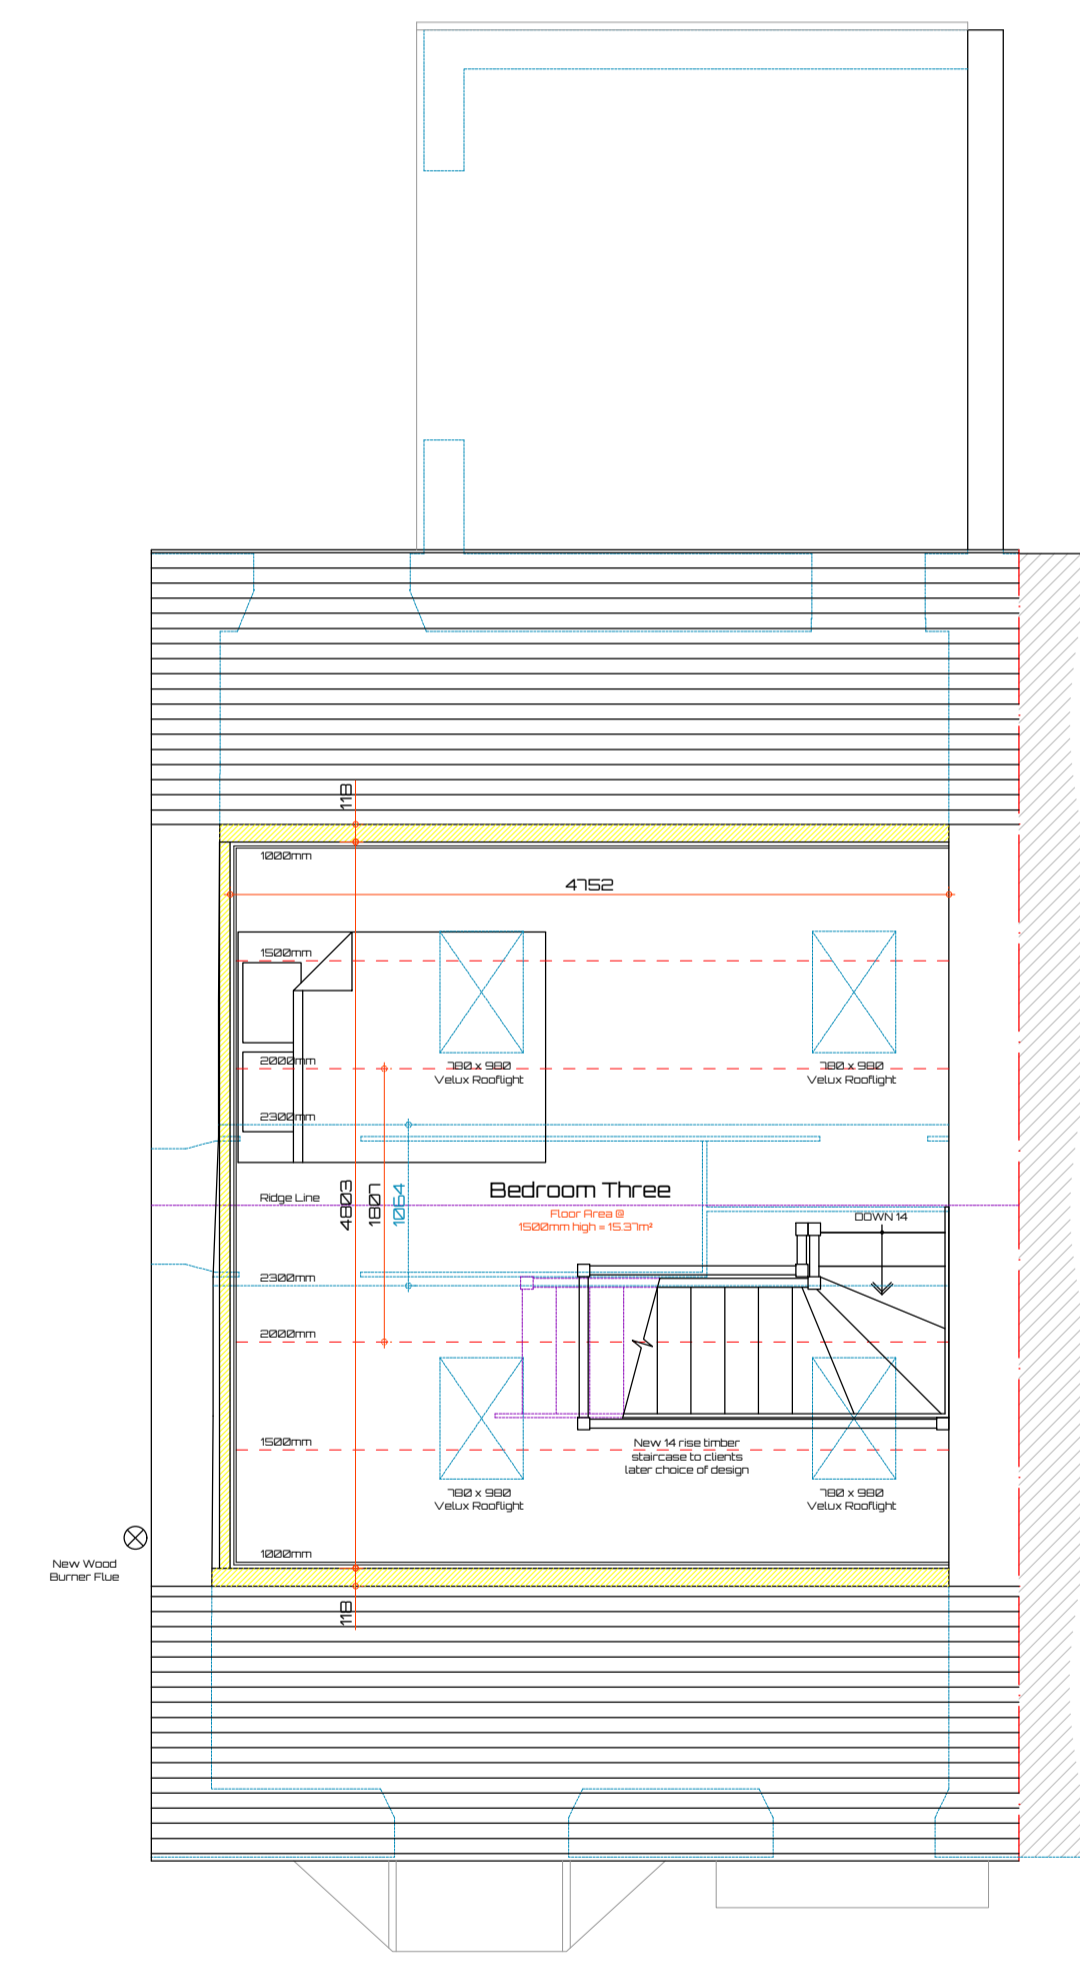 118
1000mm
4752
1500mm
2000mm
780 x 980
Velux Rooflight
780 x 980
Velux Rooflight
2300mm
Ridge Line
4803
1807
1064
Bedroom Three
Floor Area @
1500mm high = 15.37m²
DOWN 14
2300mm
2000mm
1500mm
New 14 rise timber
staircase to clients
later choice of design
780 x 980
Velux Rooflight
780 x 980
Velux Rooflight
1000mm
New Wood
Burner Flue
118